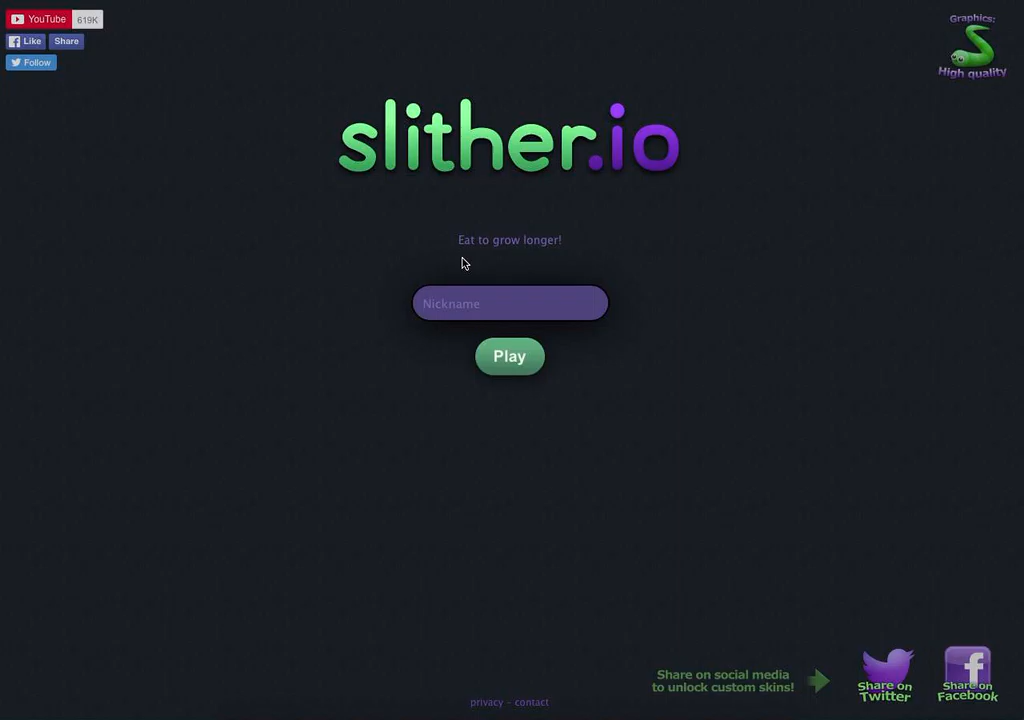 YouTube 619K
Like Share
Follow
Graphics:
High quality
slither.io
Eat to grow longer!
Nickname
Play
Share on social media
to unlock custom skins!
Share on
Twitter
Share on
Facebook
privacy - contact